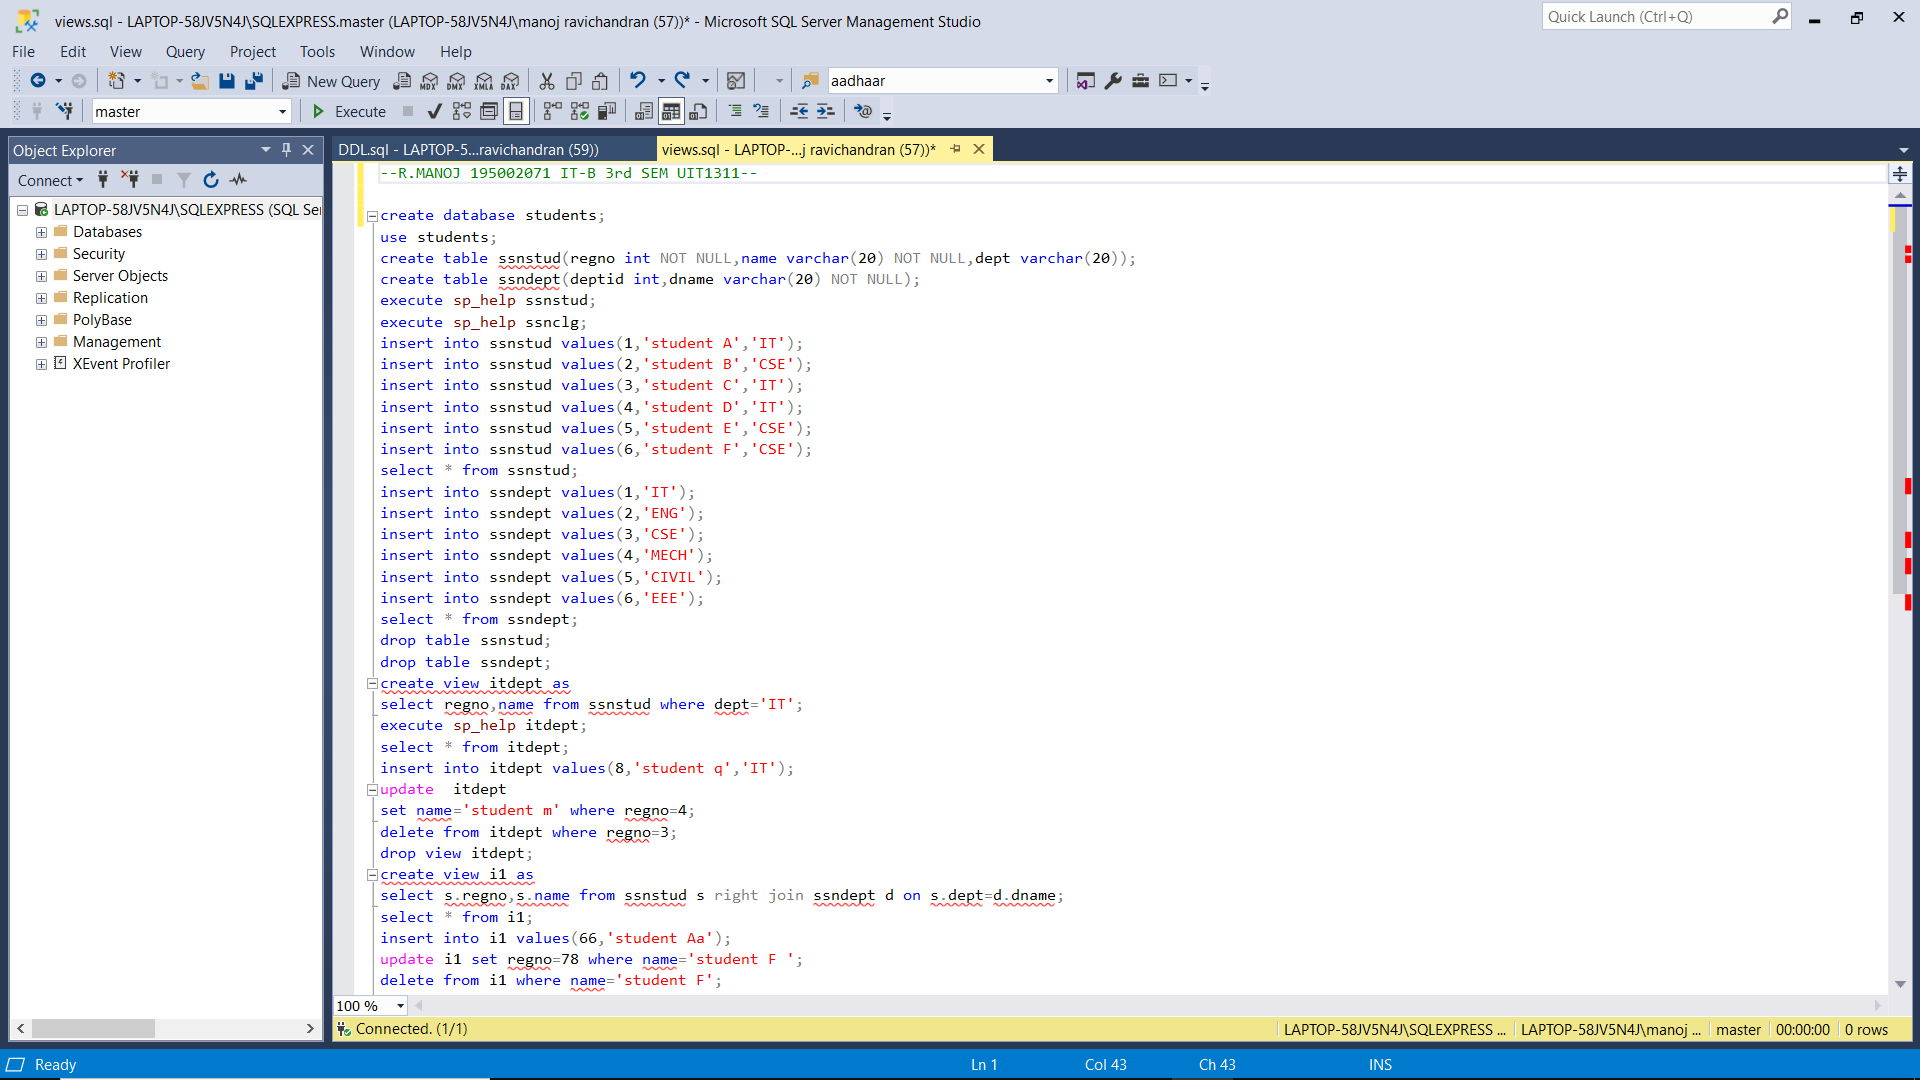 views.sql - LAPTOP-58JV5N4J\SQLEXPRESS.master (LAPTOP-58JV5N4J\manoj ravichandran (57))* - Microsoft SQL Server Management Studio
Quick Launch (Ctrl+Q)
File Edit View Query Project Tools Window Help
New Query MDX DMX XMLA DAX aadhaar
master Execute
Object Explorer
DDL.sql - LAPTOP-5...ravichandran (59))
views.sql - LAPTOP-...j ravichandran (57))*
Connect
LAPTOP-58JV5N4J\SQLEXPRESS (SQL Ser
Databases
Security
Server Objects
Replication
PolyBase
Management
XEvent Profiler
--R.MANOJ 195002071 IT-B 3rd SEM UIT1311--
create database students;
use students;
create table ssnstud(regno int NOT NULL,name varchar(20) NOT NULL,dept varchar(20));
create table ssndept(deptid int,dname varchar(20) NOT NULL);
execute sp_help ssnstud;
execute sp_help ssnclg;
insert into ssnstud values(1,'student A','IT');
insert into ssnstud values(2,'student B','CSE');
insert into ssnstud values(3,'student C','IT');
insert into ssnstud values(4,'student D','IT');
insert into ssnstud values(5,'student E','CSE');
insert into ssnstud values(6,'student F','CSE');
select * from ssnstud;
insert into ssndept values(1,'IT');
insert into ssndept values(2,'ENG');
insert into ssndept values(3,'CSE');
insert into ssndept values(4,'MECH');
insert into ssndept values(5,'CIVIL');
insert into ssndept values(6,'EEE');
select * from ssndept;
drop table ssnstud;
drop table ssndept;
create view itdept as
select regno,name from ssnstud where dept='IT';
execute sp_help itdept;
select * from itdept;
insert into itdept values(8,'student q','IT');
update  itdept
set name='student m' where regno=4;
delete from itdept where regno=3;
drop view itdept;
create view i1 as
select s.regno,s.name from ssnstud s right join ssndept d on s.dept=d.dname;
select * from i1;
insert into i1 values(66,'student Aa');
update i1 set regno=78 where name='student F ';
delete from i1 where name='student F';
100 %
Connected. (1/1)
LAPTOP-58JV5N4J\SQLEXPRESS ... LAPTOP-58JV5N4J\manoj ... master 00:00:00 0 rows
Ready Ln 1 Col 43 Ch 43 INS